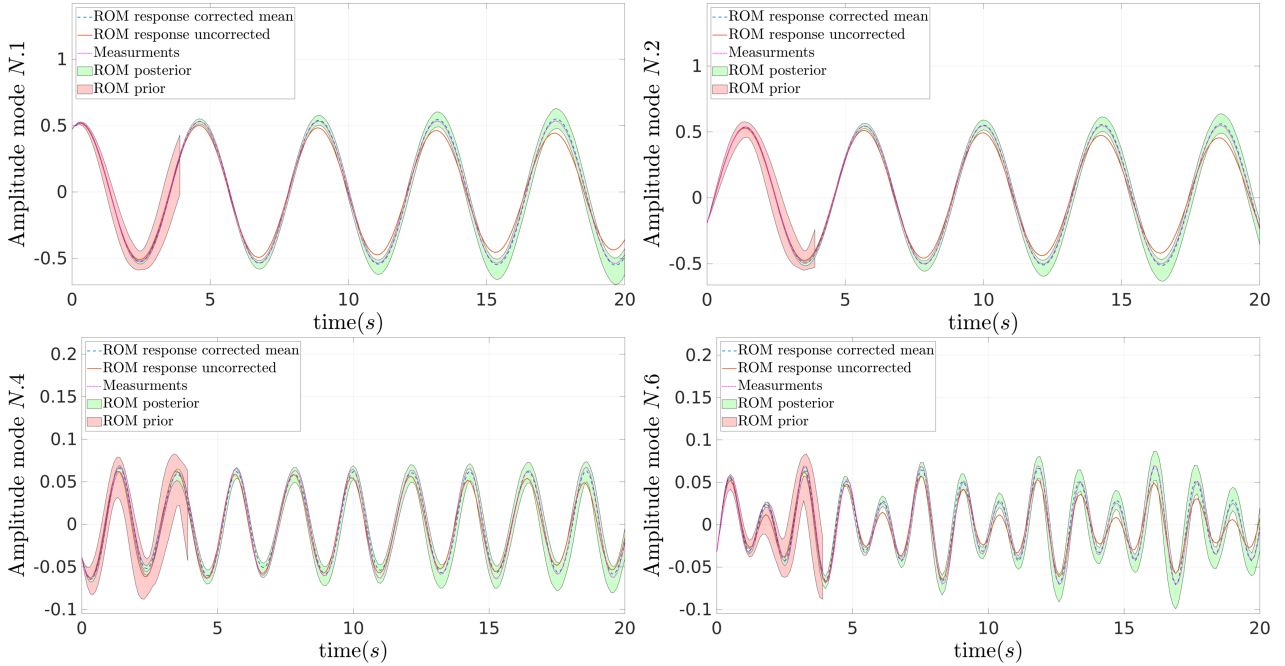 Amplitude mode N.1
1
0.5
0
-0.5
ROM response corrected mean
ROM response uncorrected
Measurments
ROM posterior
ROM prior
0 5 10 15 20
time(s)
Amplitude mode N.2
1
0.5
0
-0.5
ROM response corrected mean
ROM response uncorrected
Measurments
ROM posterior
ROM prior
0 5 10 15 20
time(s)
Amplitude mode N.4
0.2
0.15
0.1
0.05
0
-0.05
-0.1
ROM response corrected mean
ROM response uncorrected
Measurments
ROM posterior
ROM prior
0 5 10 15 20
time(s)
Amplitude mode N.6
0.2
0.15
0.1
0.05
0
-0.05
-0.1
ROM response corrected mean
ROM response uncorrected
Measurments
ROM posterior
ROM prior
0 5 10 15 20
time(s)